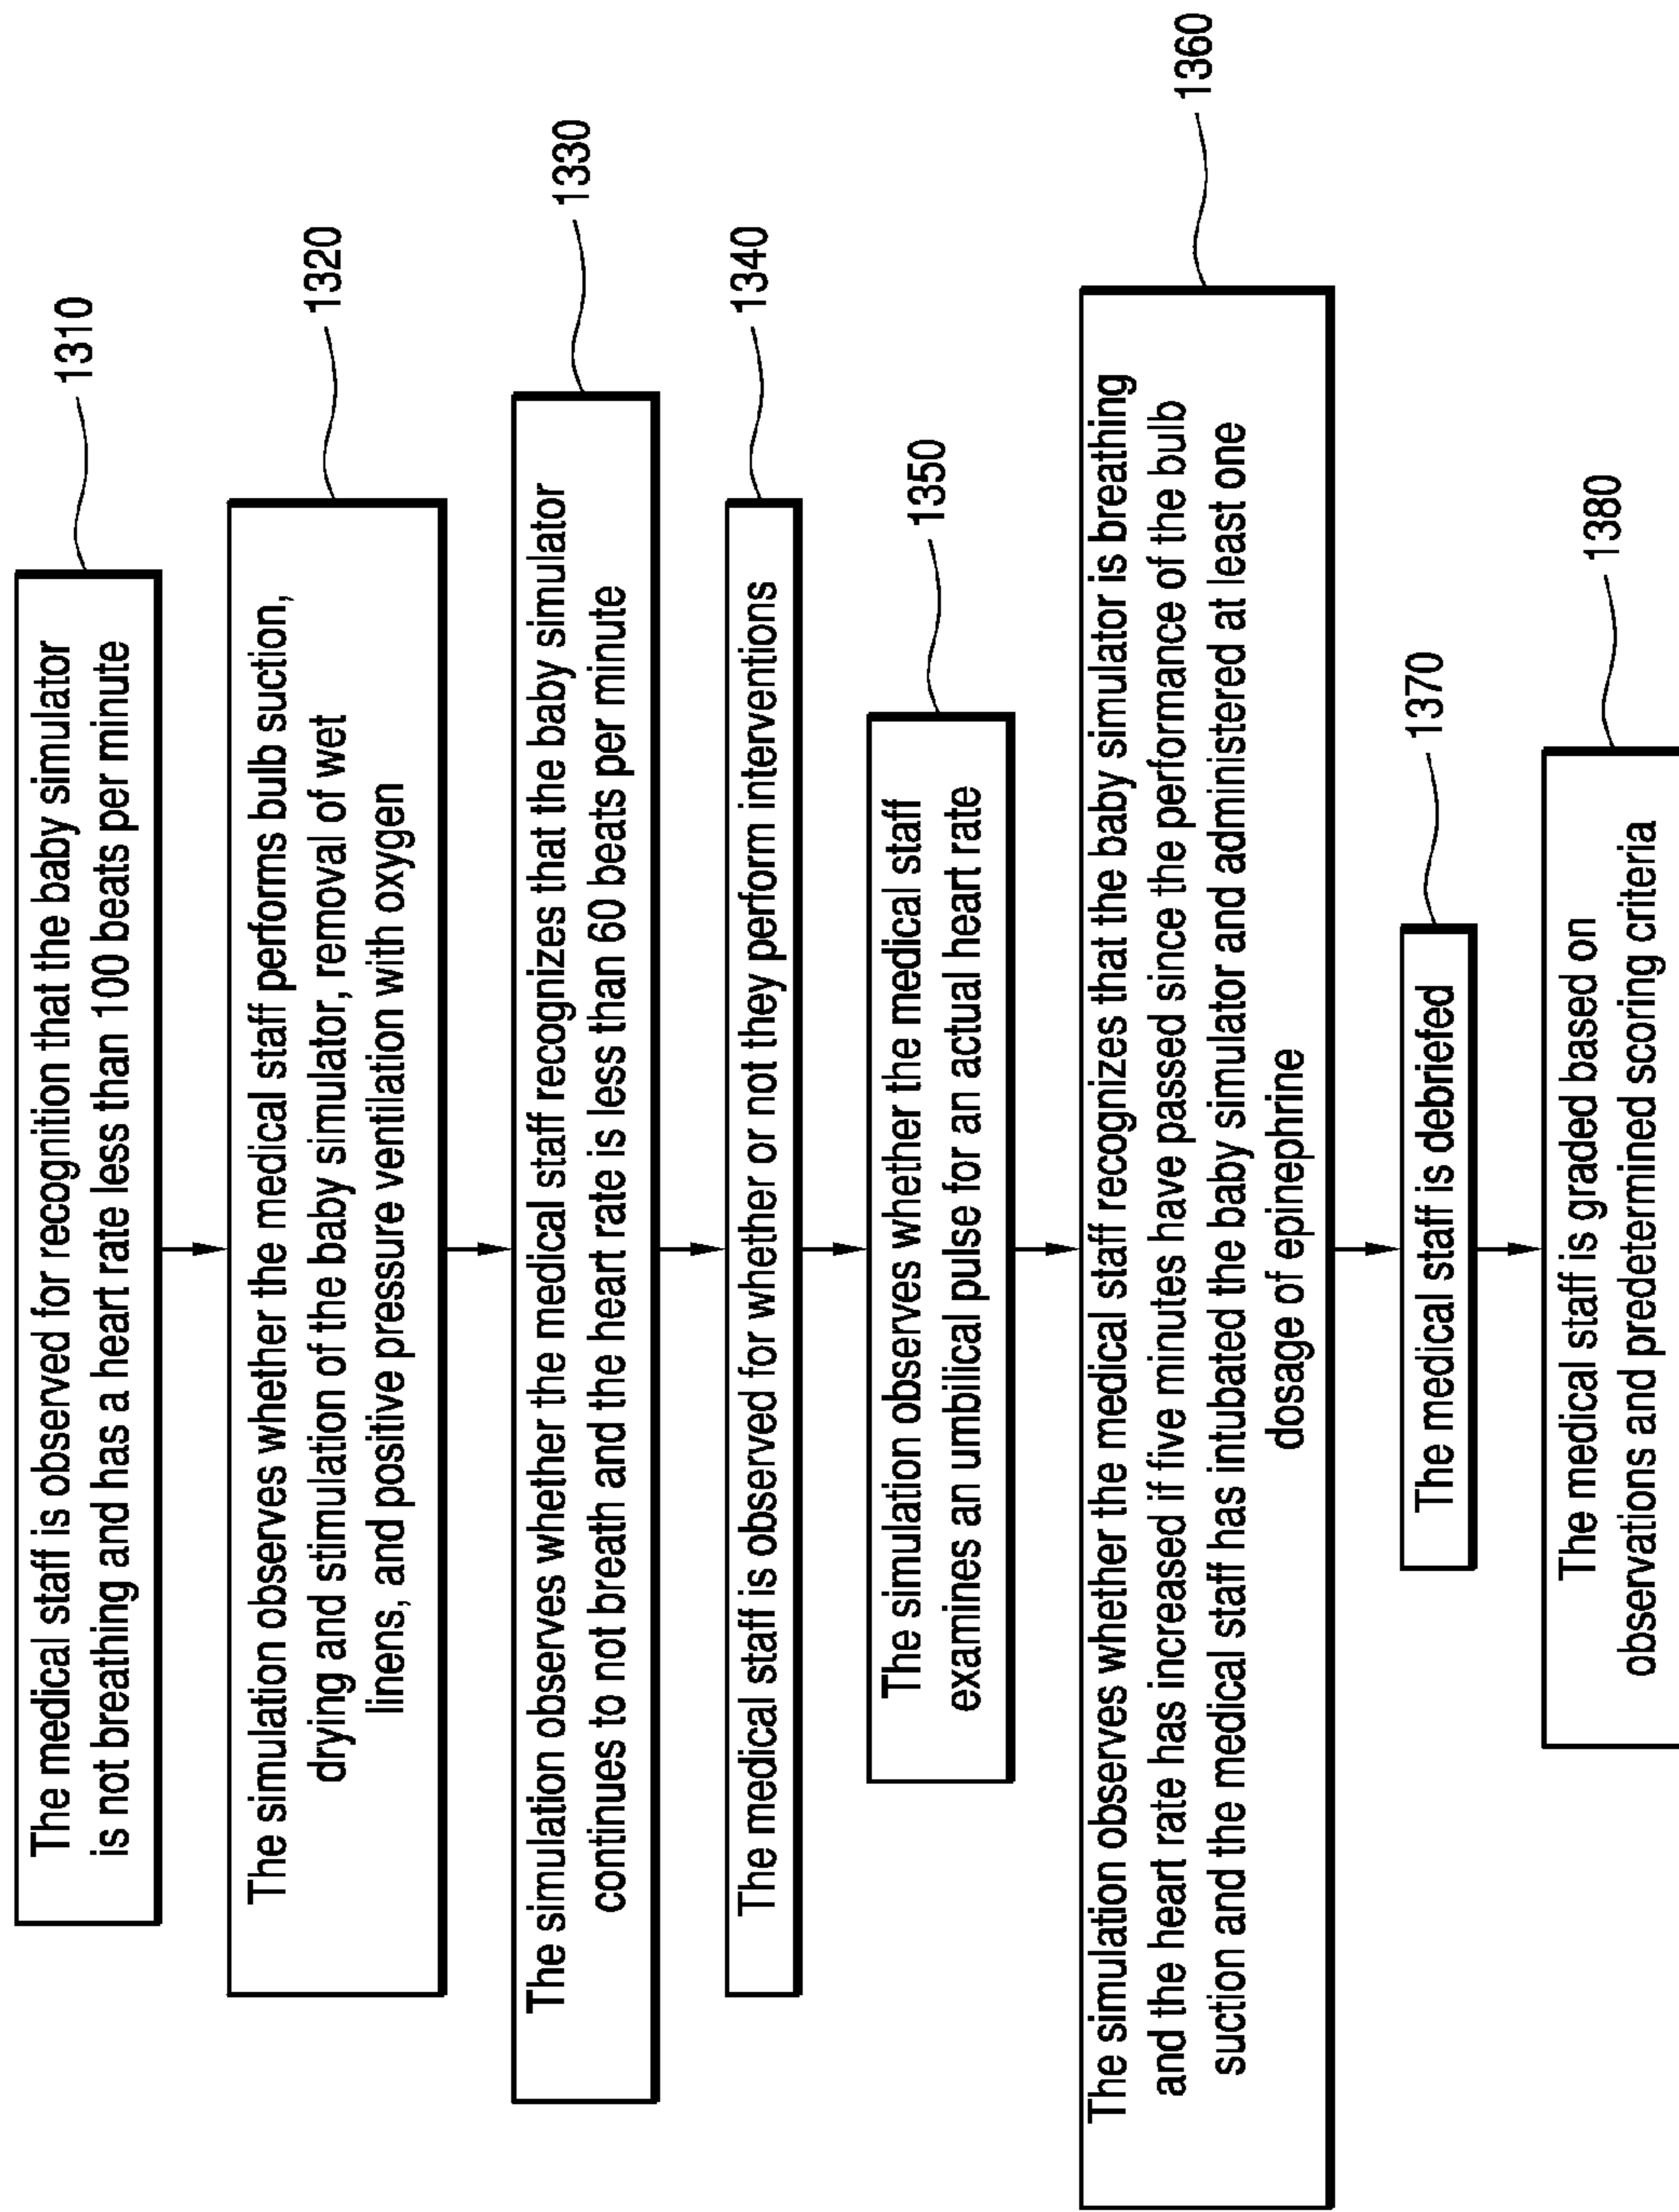 The medical staff is observed for recognition that the baby simulator
is not breathing and has a heart rate less than 100 beats per minute
1310
The simulation observes whether the medical staff performs bulb suction,
drying and stimulation of the baby simulator, removal of wet
linens, and positive pressure ventilation with oxygen
1320
The simulation observes whether the medical staff recognizes that the baby simulator
continues to not breath and the heart rate is less than 60 beats per minute
1330
The medical staff is observed for whether or not they perform interventions
1340
The simulation observes whether the medical staff
examines an umbilical pulse for an actual heart rate
1350
The simulation observes whether the medical staff recognizes that the baby simulator is breathing
and the heart rate has increased if five minutes have passed since the performance of the bulb
suction and the medical staff has intubated the baby simulator and administered at least one
dosage of epinephrine
1360
The medical staff is debriefed
1370
The medical staff is graded based on
observations and predetermined scoring criteria
1380